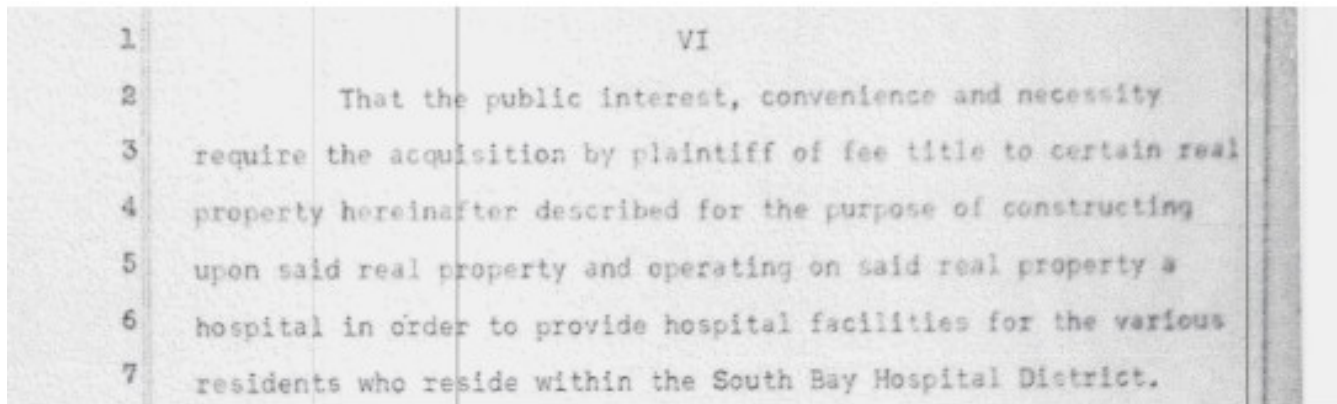 1 VI
2 That the public interest, convenience and necessity
3 require the acquisition by plaintiff of fee title to certain real
4 property hereinafter described for the purpose of constructing
5 upon said real property and operating on said real property a
6 hospital in order to provide hospital facilities for the various
7 residents who reside within the South Bay Hospital District.